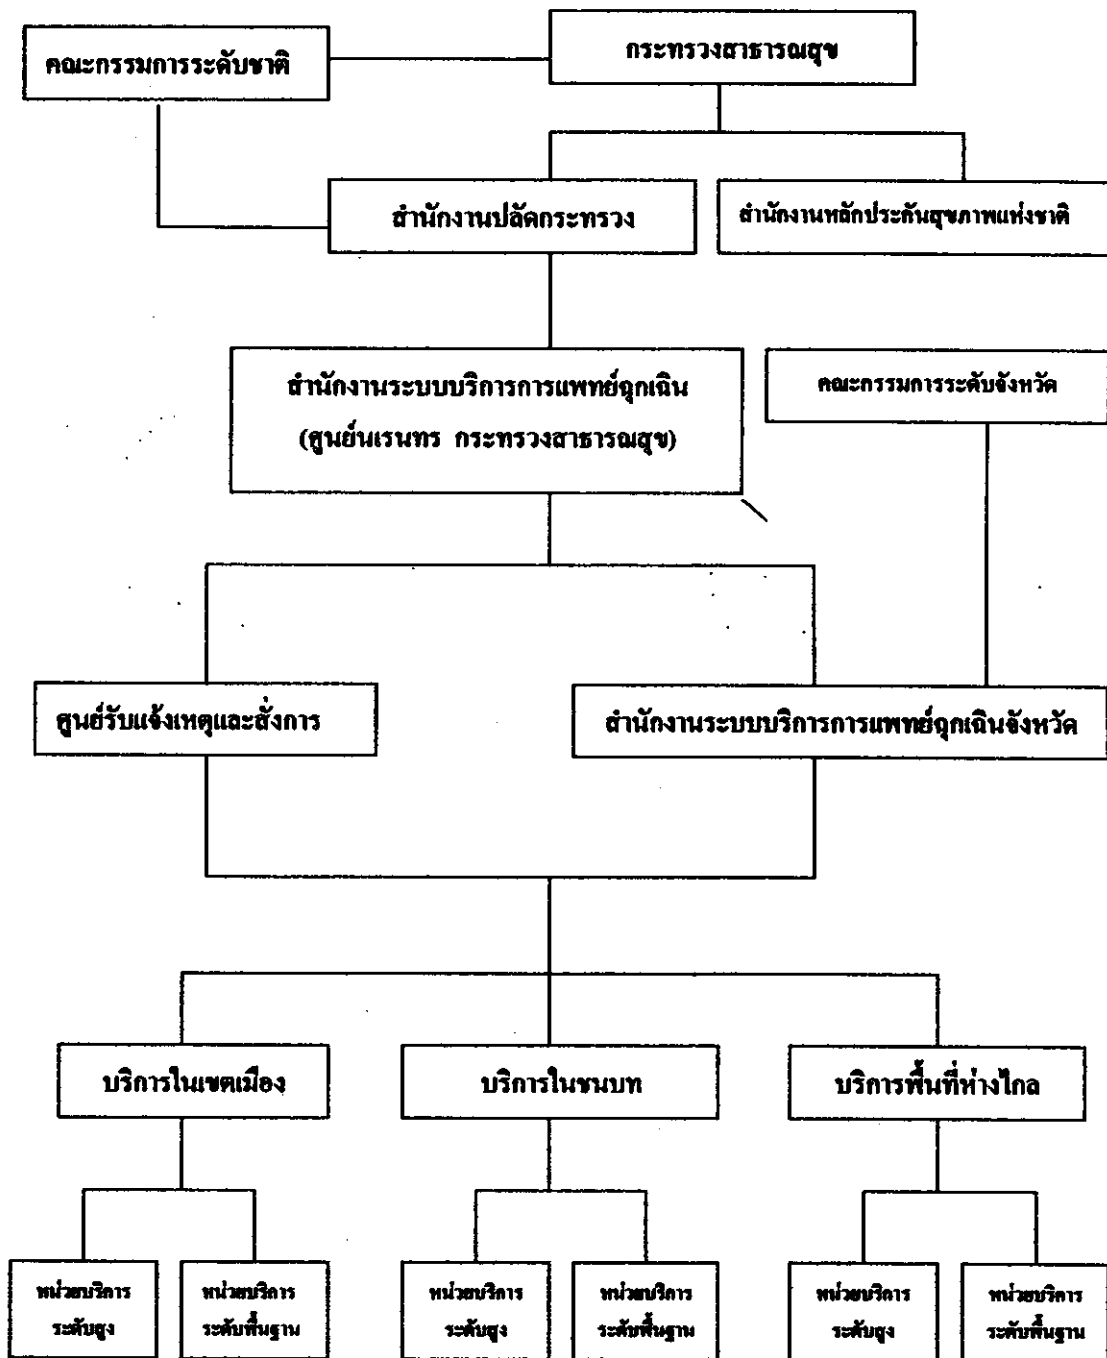 คณะกรรมการระดับชาติ
กระทรวงสาธารณสุข
สำนักงานปลัดกระทรวง
สำนักงานหลักประกันสุขภาพแห่งชาติ
สำนักงานระบบบริการการแพทย์ฉุกเฉิน
(ศูนย์นเรนทร กระทรวงสาธารณสุข)
คณะกรรมการระดับจังหวัด
ศูนย์รับแจ้งเหตุและสั่งการ
สำนักงานระบบบริการการแพทย์ฉุกเฉินจังหวัด
บริการในเขตเมือง
บริการในชนบท
บริการพื้นที่ห่างไกล
หน่วยบริการ
ระดับสูง
หน่วยบริการ
ระดับพื้นฐาน
หน่วยบริการ
ระดับสูง
หน่วยบริการ
ระดับพื้นฐาน
หน่วยบริการ
ระดับสูง
หน่วยบริการ
ระดับพื้นฐาน